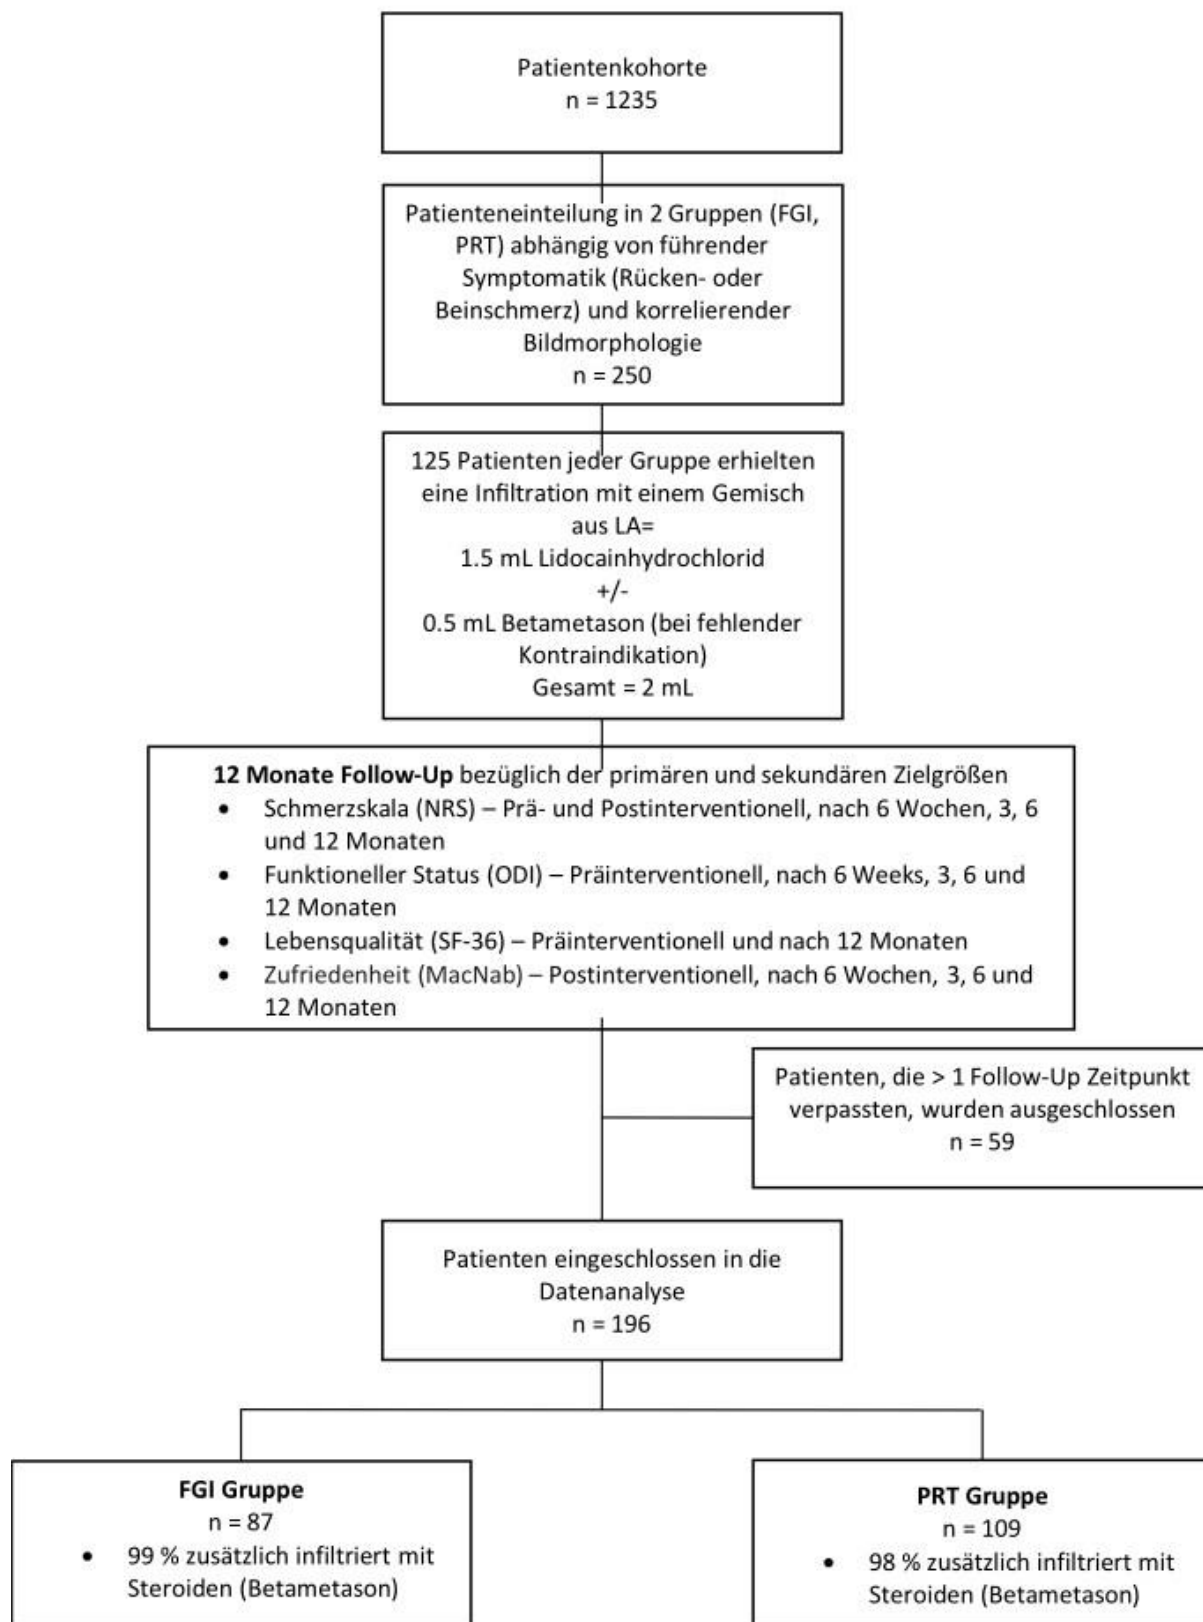 Patientenkohorte
n = 1235
Patienteneinteilung in 2 Gruppen (FGI,
PRT) abhängig von führender
Symptomatik (Rücken- oder
Beinschmerz) und korrelierender
Bildmorphologie
n = 250
125 Patienten jeder Gruppe erhielten
eine Infiltration mit einem Gemisch
aus LA=
1.5 mL Lidocainhydrochlorid
+/-
0.5 mL Betametason (bei fehlender
Kontraindikation)
Gesamt = 2 mL
12 Monate Follow-Up bezüglich der primären und sekundären Zielgrößen
• Schmerzskala (NRS) – Prä- und Postinterventionell, nach 6 Wochen, 3, 6
und 12 Monaten
• Funktioneller Status (ODI) – Präinterventionell, nach 6 Weeks, 3, 6 und
12 Monaten
• Lebensqualität (SF-36) – Präinterventionell und nach 12 Monaten
• Zufriedenheit (MacNab) – Postinterventionell, nach 6 Wochen, 3, 6 und
12 Monaten
Patienten, die > 1 Follow-Up Zeitpunkt
verpassten, wurden ausgeschlossen
n = 59
Patienten eingeschlossen in die
Datenanalyse
n = 196
FGI Gruppe
n = 87
• 99 % zusätzlich infiltriert mit
Steroiden (Betametason)
PRT Gruppe
n = 109
• 98 % zusätzlich infiltriert mit
Steroiden (Betametason)